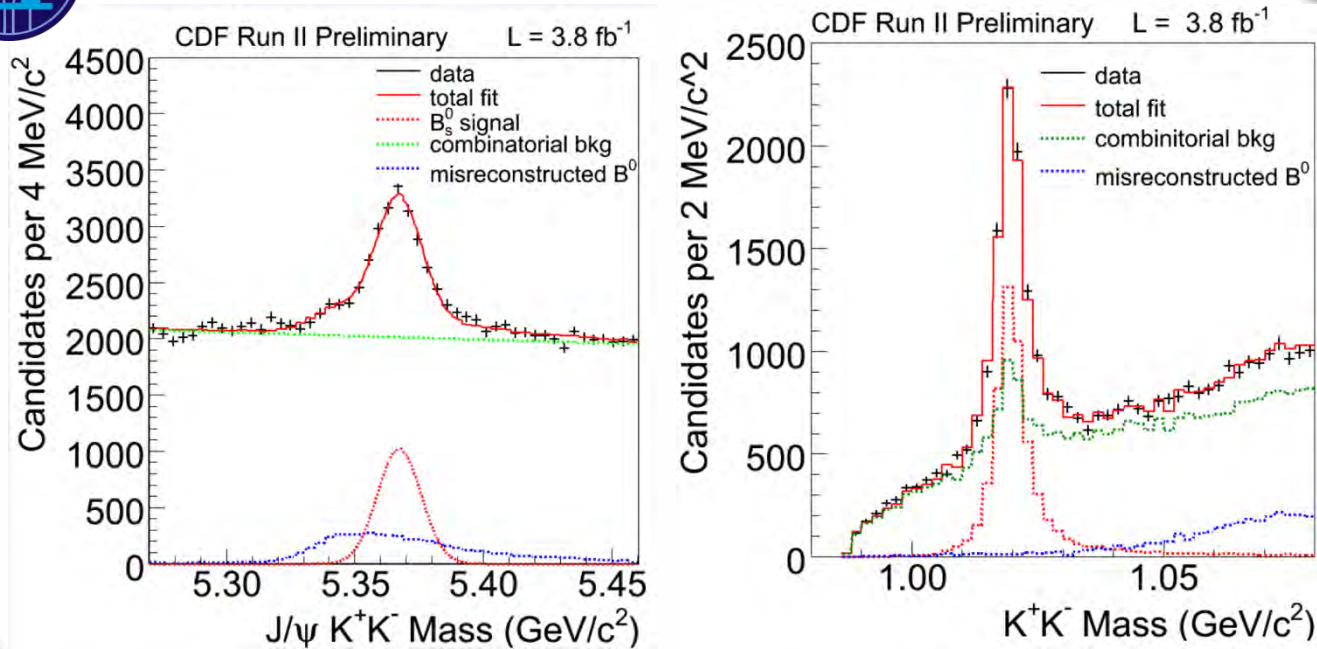 CDF Run II Preliminary L = 3.8 fb⁻¹
4500
4000
3500
3000
2500
2000
1500
1000
500
0
Candidates per 4 MeV/c²
data
total fit
B⁰ₛ signal
combinatorial bkg
misreconstructed B⁰
5.30 5.35 5.40 5.45
J/ψ K⁺K⁻ Mass (GeV/c²)
CDF Run II Preliminary L = 3.8 fb⁻¹
2500
2000
1500
1000
500
0
Candidates per 2 MeV/c^2
data
total fit
combinitorial bkg
misreconstructed B⁰
1.00 1.05
K⁺K⁻ Mass (GeV/c²)